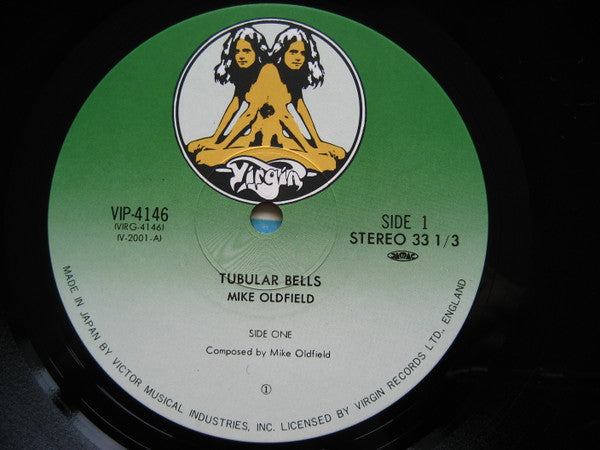 Virgin
VIP-4146
(VIRG-4146)
(V-2001-A)
SIDE 1
STEREO 33 1/3
TUBULAR BELLS
MIKE OLDFIELD
SIDE ONE
Composed by Mike Oldfield
①
MADE IN JAPAN BY VICTOR MUSICAL INDUSTRIES, INC. LICENSED BY VIRGIN RECORDS LTD., ENGLAND